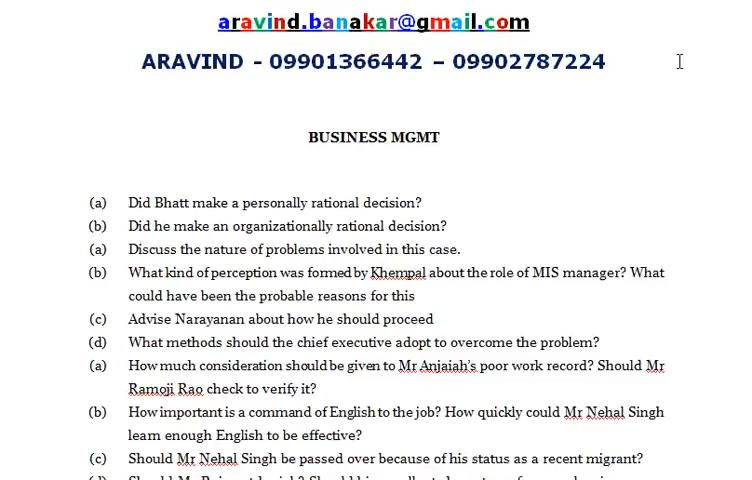 aravind.banakar@gmail.com
ARAVIND - 09901366442 – 09902787224
BUSINESS MGMT
(a) Did Bhatt make a personally rational decision?
(b) Did he make an organizationally rational decision?
(a) Discuss the nature of problems involved in this case.
(b) What kind of perception was formed by Khempal about the role of MIS manager? What
could have been the probable reasons for this
(c) Advise Narayanan about how he should proceed
(d) What methods should the chief executive adopt to overcome the problem?
(a) How much consideration should be given to Mr Anjaiah's poor work record? Should Mr
Ramoji Rao check to verify it?
(b) How important is a command of English to the job? How quickly could Mr Nehal Singh
learn enough English to be effective?
(c) Should Mr Nehal Singh be passed over because of his status as a recent migrant?